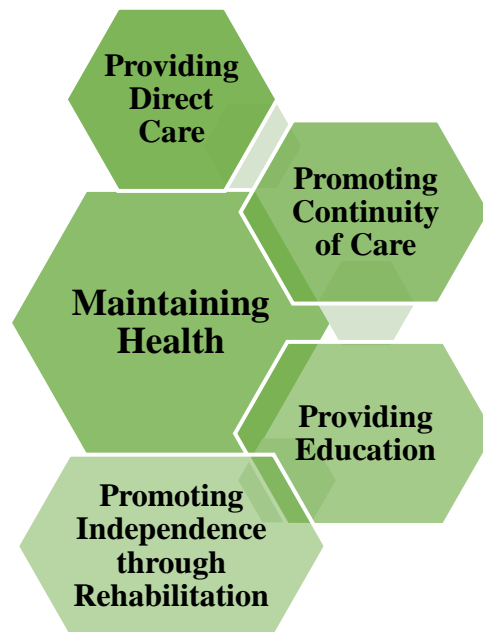 Providing
Direct
Care
Promoting
Continuity
of Care
Maintaining
Health
Providing
Education
Promoting
Independence
through
Rehabilitation